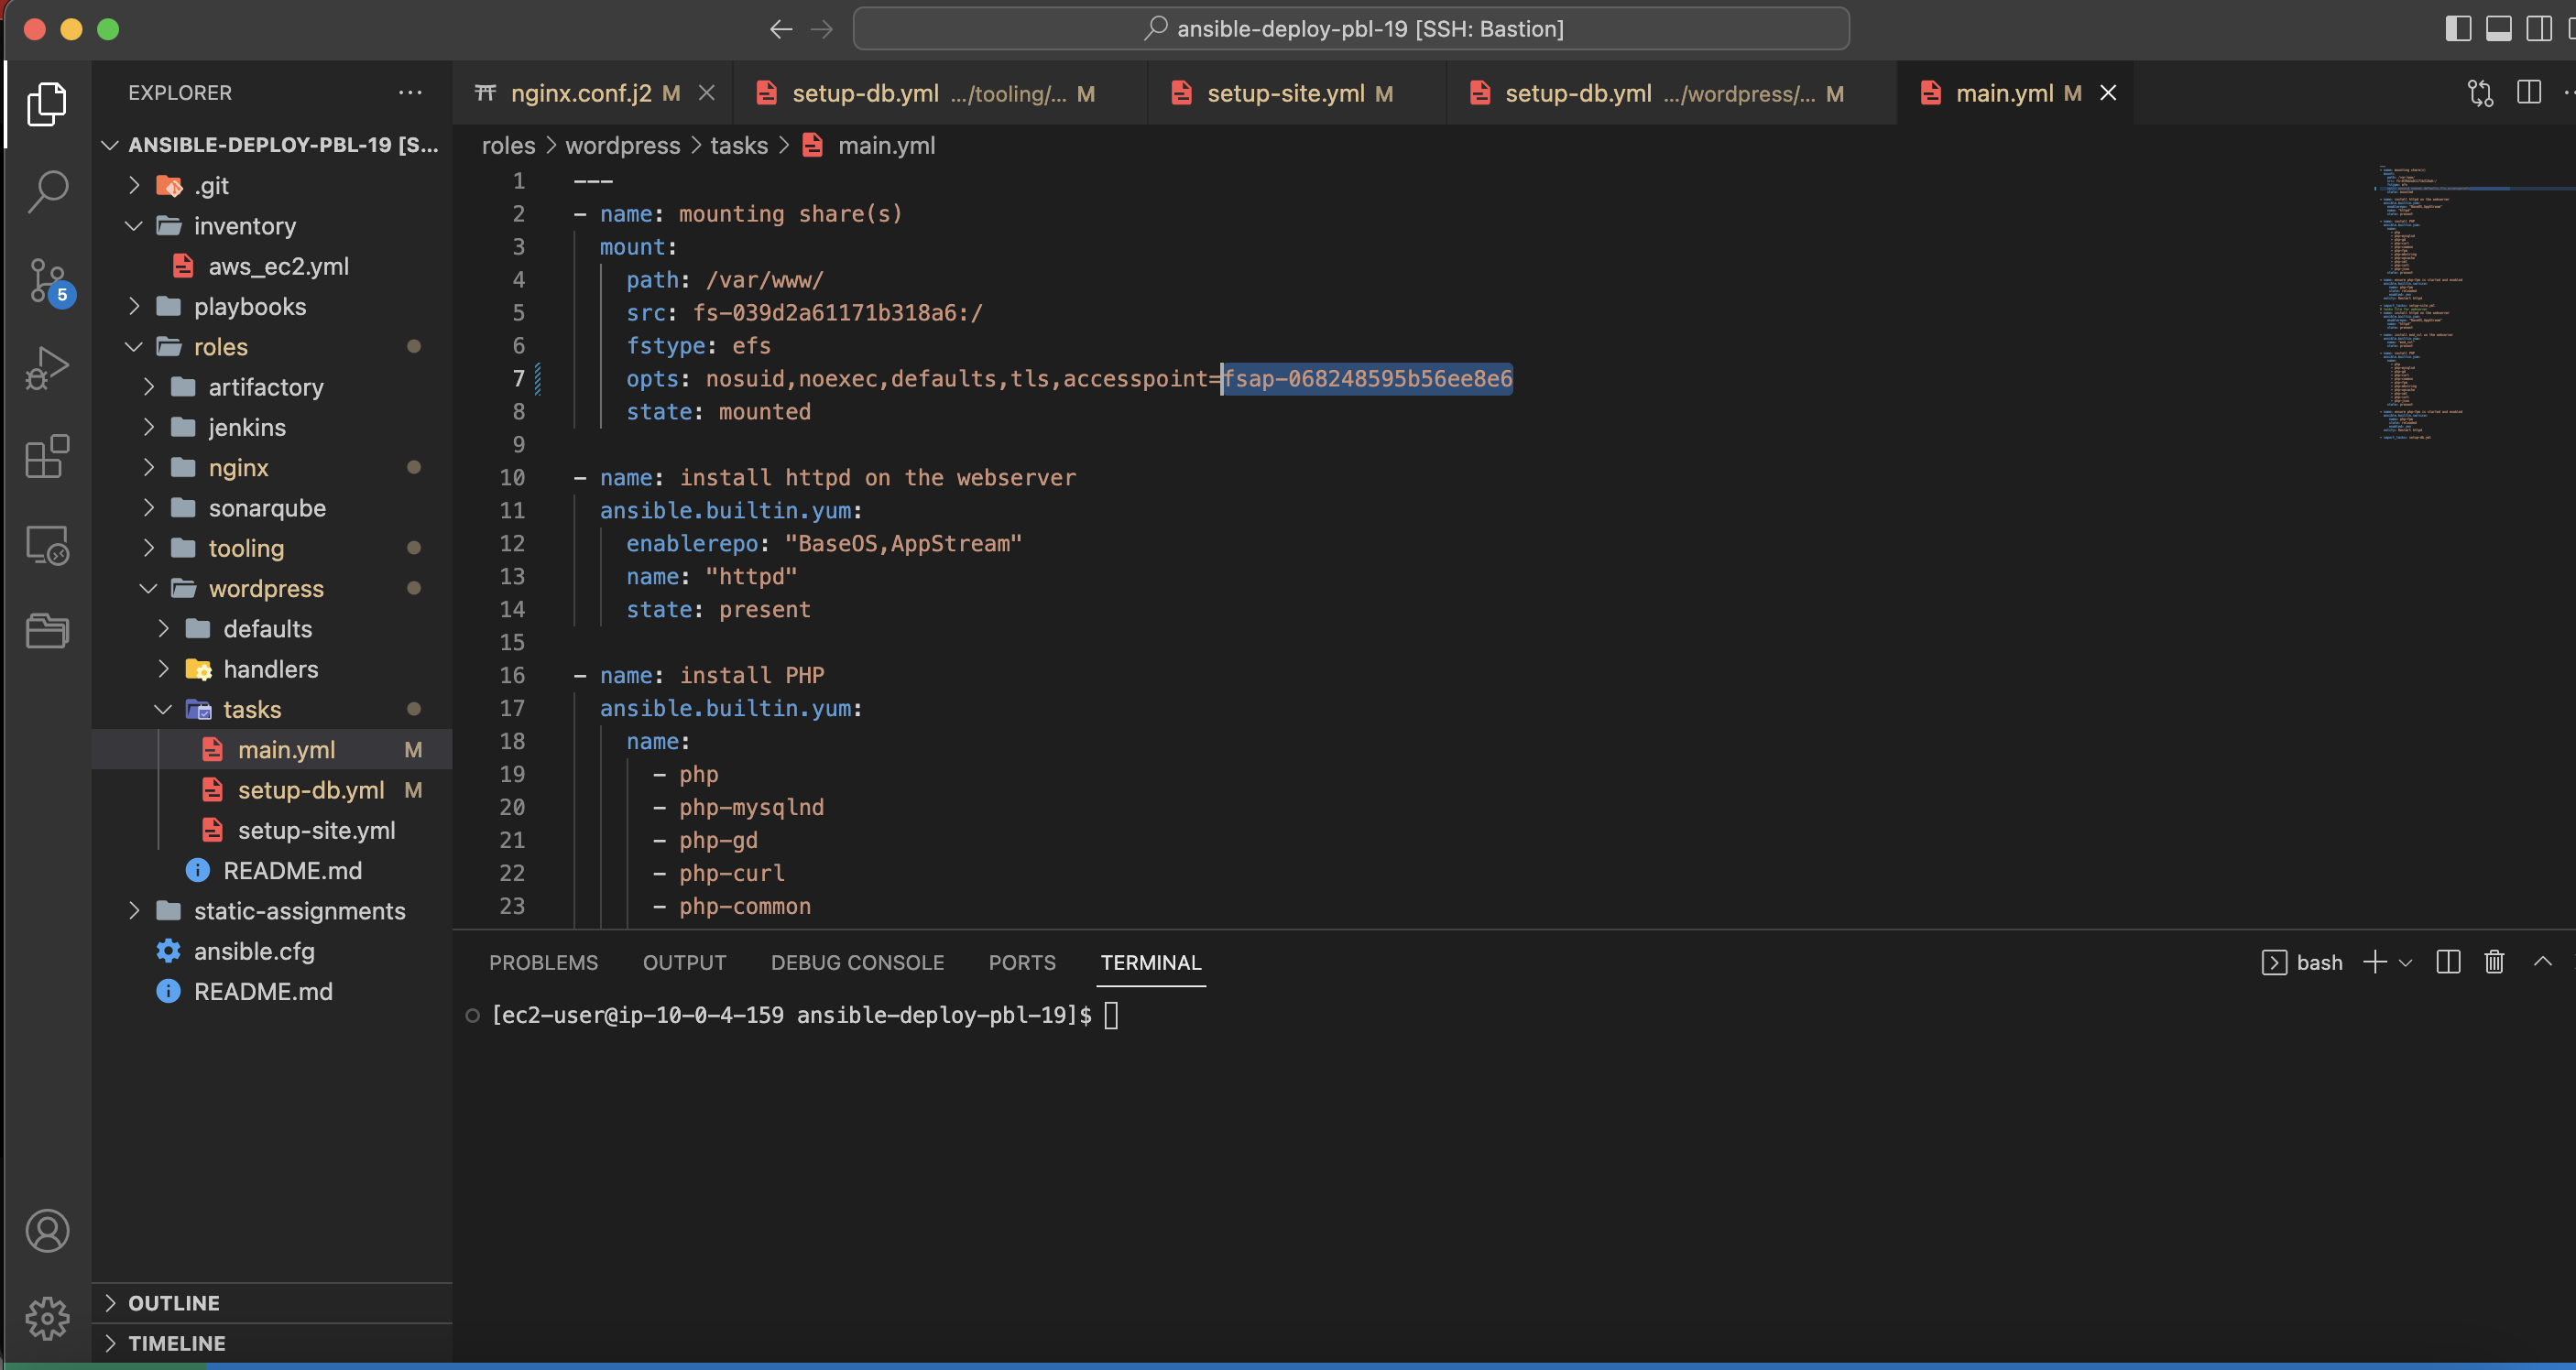 ansible-deploy-pbl-19 [SSH: Bastion]
EXPLORER
ANSIBLE-DEPLOY-PBL-19 [S...
.git
inventory
aws_ec2.yml
playbooks
roles
artifactory
jenkins
nginx
sonarqube
tooling
wordpress
defaults
handlers
tasks
main.yml M
setup-db.yml M
setup-site.yml
README.md
static-assignments
ansible.cfg
README.md
OUTLINE
TIMELINE
5
nginx.conf.j2 M
setup-db.yml .../tooling/... M
setup-site.yml M
setup-db.yml .../wordpress/... M
main.yml M
roles > wordpress > tasks > main.yml
1 ---
2 - name: mounting share(s)
3 mount:
4 path: /var/www/
5 src: fs-039d2a61171b318a6:/
6 fstype: efs
7 opts: nosuid,noexec,defaults,tls,accesspoint=fsap-068248595b56ee8e6
8 state: mounted
9
10 - name: install httpd on the webserver
11 ansible.builtin.yum:
12 enablerepo: "BaseOS,AppStream"
13 name: "httpd"
14 state: present
15
16 - name: install PHP
17 ansible.builtin.yum:
18 name:
19 - php
20 - php-mysqlnd
21 - php-gd
22 - php-curl
23 - php-common
PROBLEMS OUTPUT DEBUG CONSOLE PORTS TERMINAL
bash
[ec2-user@ip-10-0-4-159 ansible-deploy-pbl-19]$